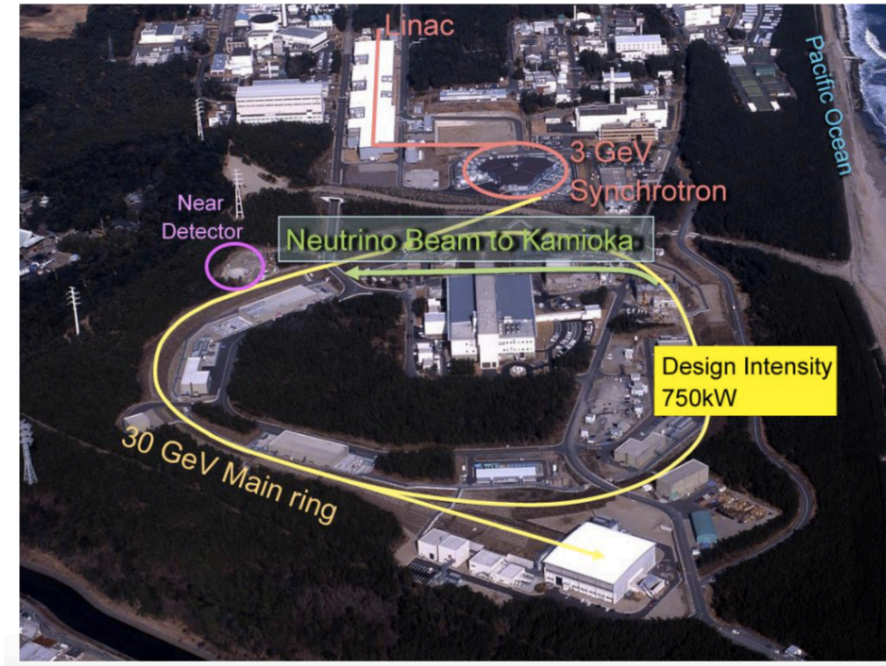 Linac
Pacific Ocean
3 GeV
Synchrotron
Near
Detector
Neutrino Beam to Kamioka
Design Intensity
750kW
30 GeV Main ring